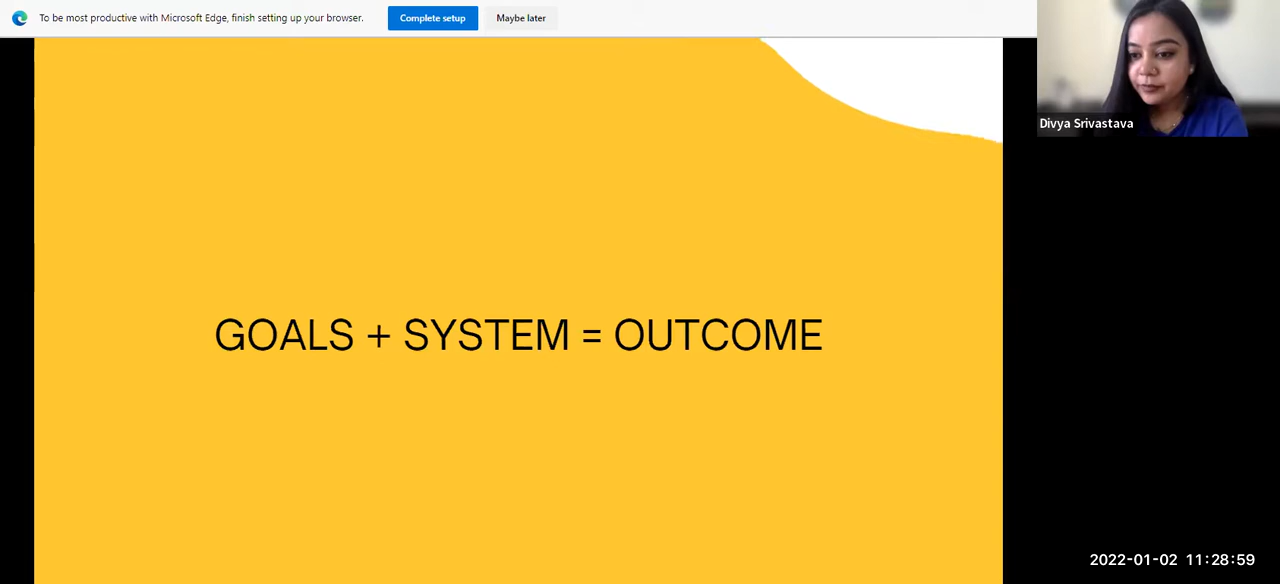 To be most productive with Microsoft Edge, finish setting up your browser.
Complete setup
Maybe later
Divya Srivastava
GOALS + SYSTEM = OUTCOME
2022-01-02 11:28:59